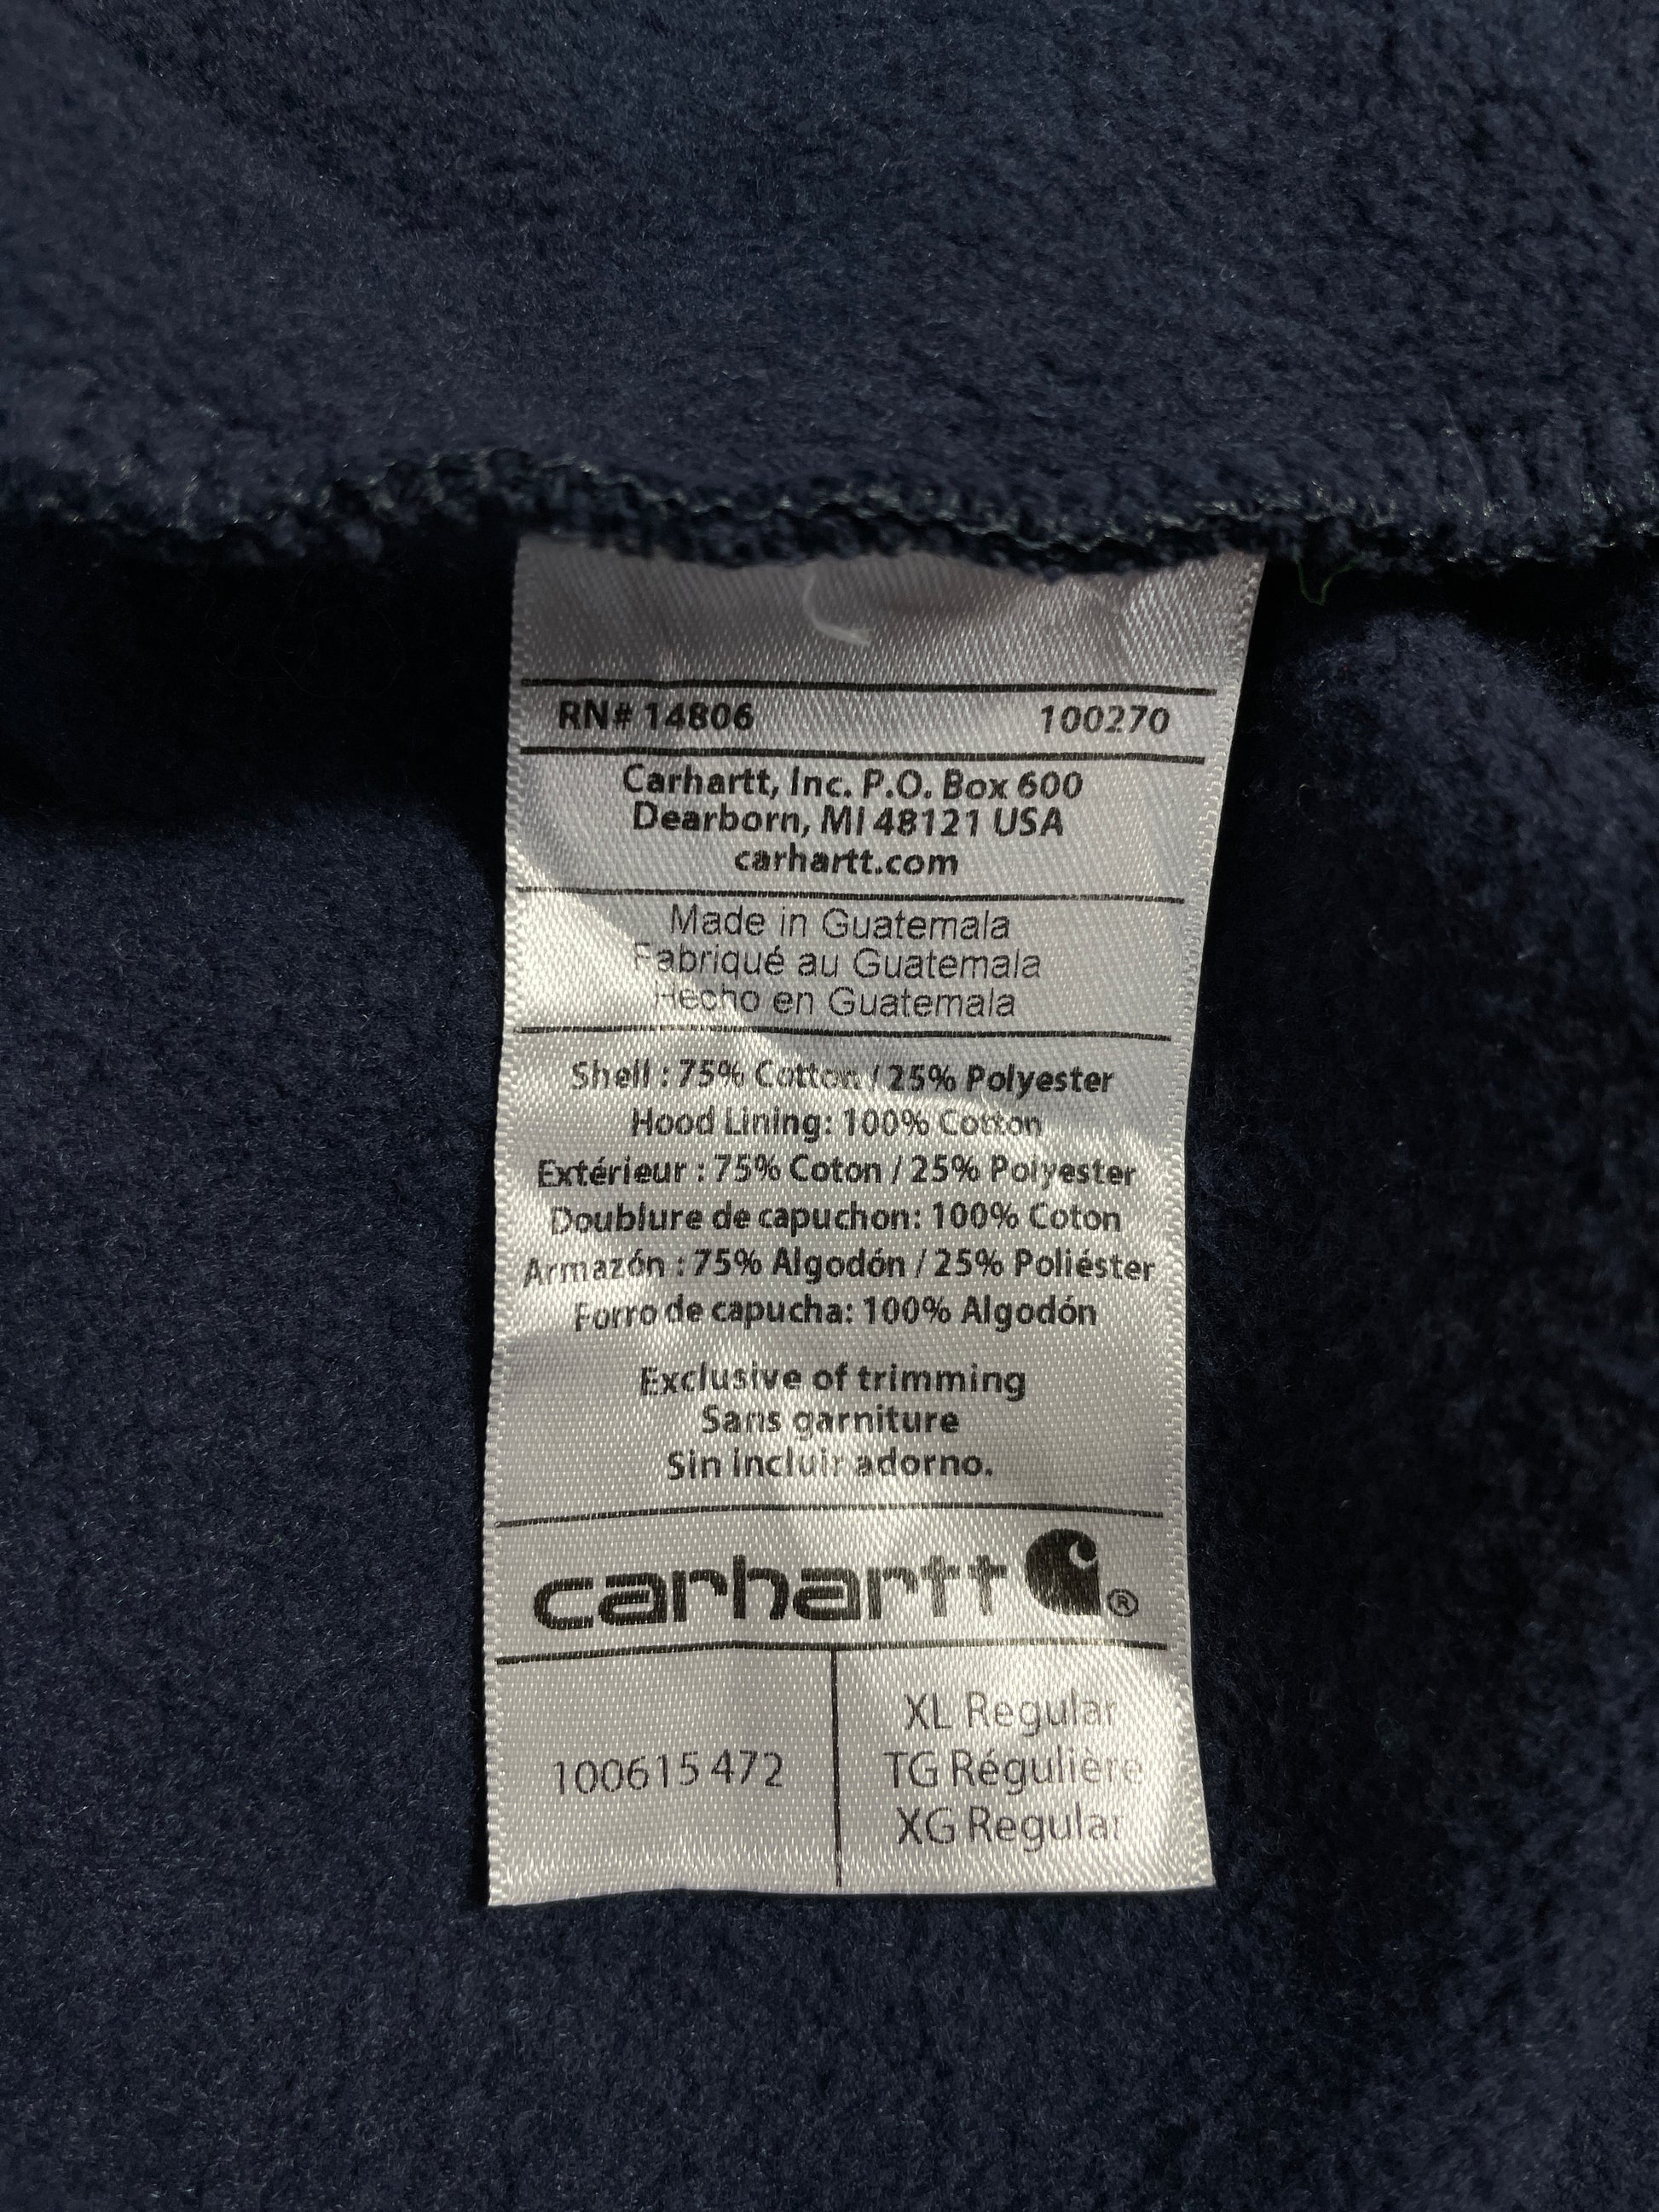 RN# 14806 100270
Carhartt, Inc. P.O. Box 600
Dearborn, MI 48121 USA
carhartt.com
Made in Guatemala
Fabriqué au Guatemala
Hecho en Guatemala
Shell : 75% Cotton / 25% Polyester
Hood Lining: 100% Cotton
Extérieur : 75% Coton / 25% Polyester
Doublure de capuchon: 100% Coton
Armazón : 75% Algodón / 25% Poliéster
Forro de capucha: 100% Algodón
Exclusive of trimming
Sans garniture
Sin incluir adorno.
carhartt ®
100615 472
XL Regular
TG Régulière
XG Regular